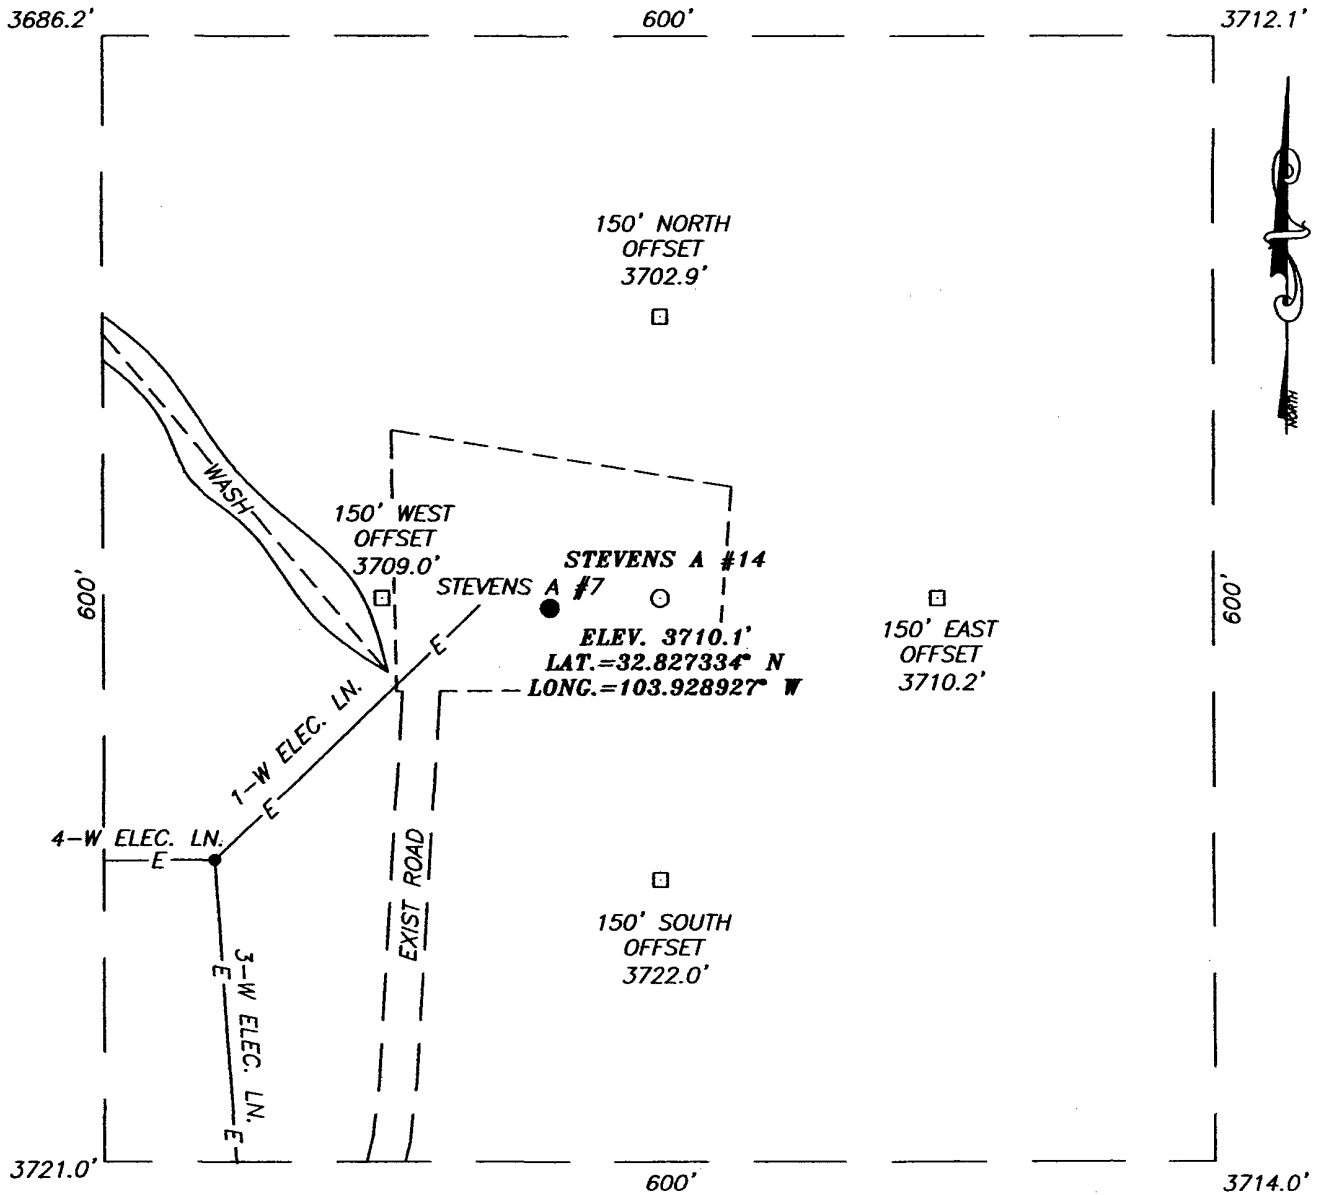 3686.2'
600'
3712.1'
NORTH
150' NORTH
OFFSET
3702.9'
WASH
150' WEST
OFFSET
3709.0'
STEVENS A #14
STEVENS A #7
600'
600'
ELEV. 3710.1'
LAT.=32.827334° N
LONG.=103.928927° W
150' EAST
OFFSET
3710.2'
E
1-W ELEC. LN.
E
4-W ELEC. LN.
E
EXIST ROAD
150' SOUTH
OFFSET
3722.0'
E
3-W ELEC. LN.
E
3721.0'
600'
3714.0'